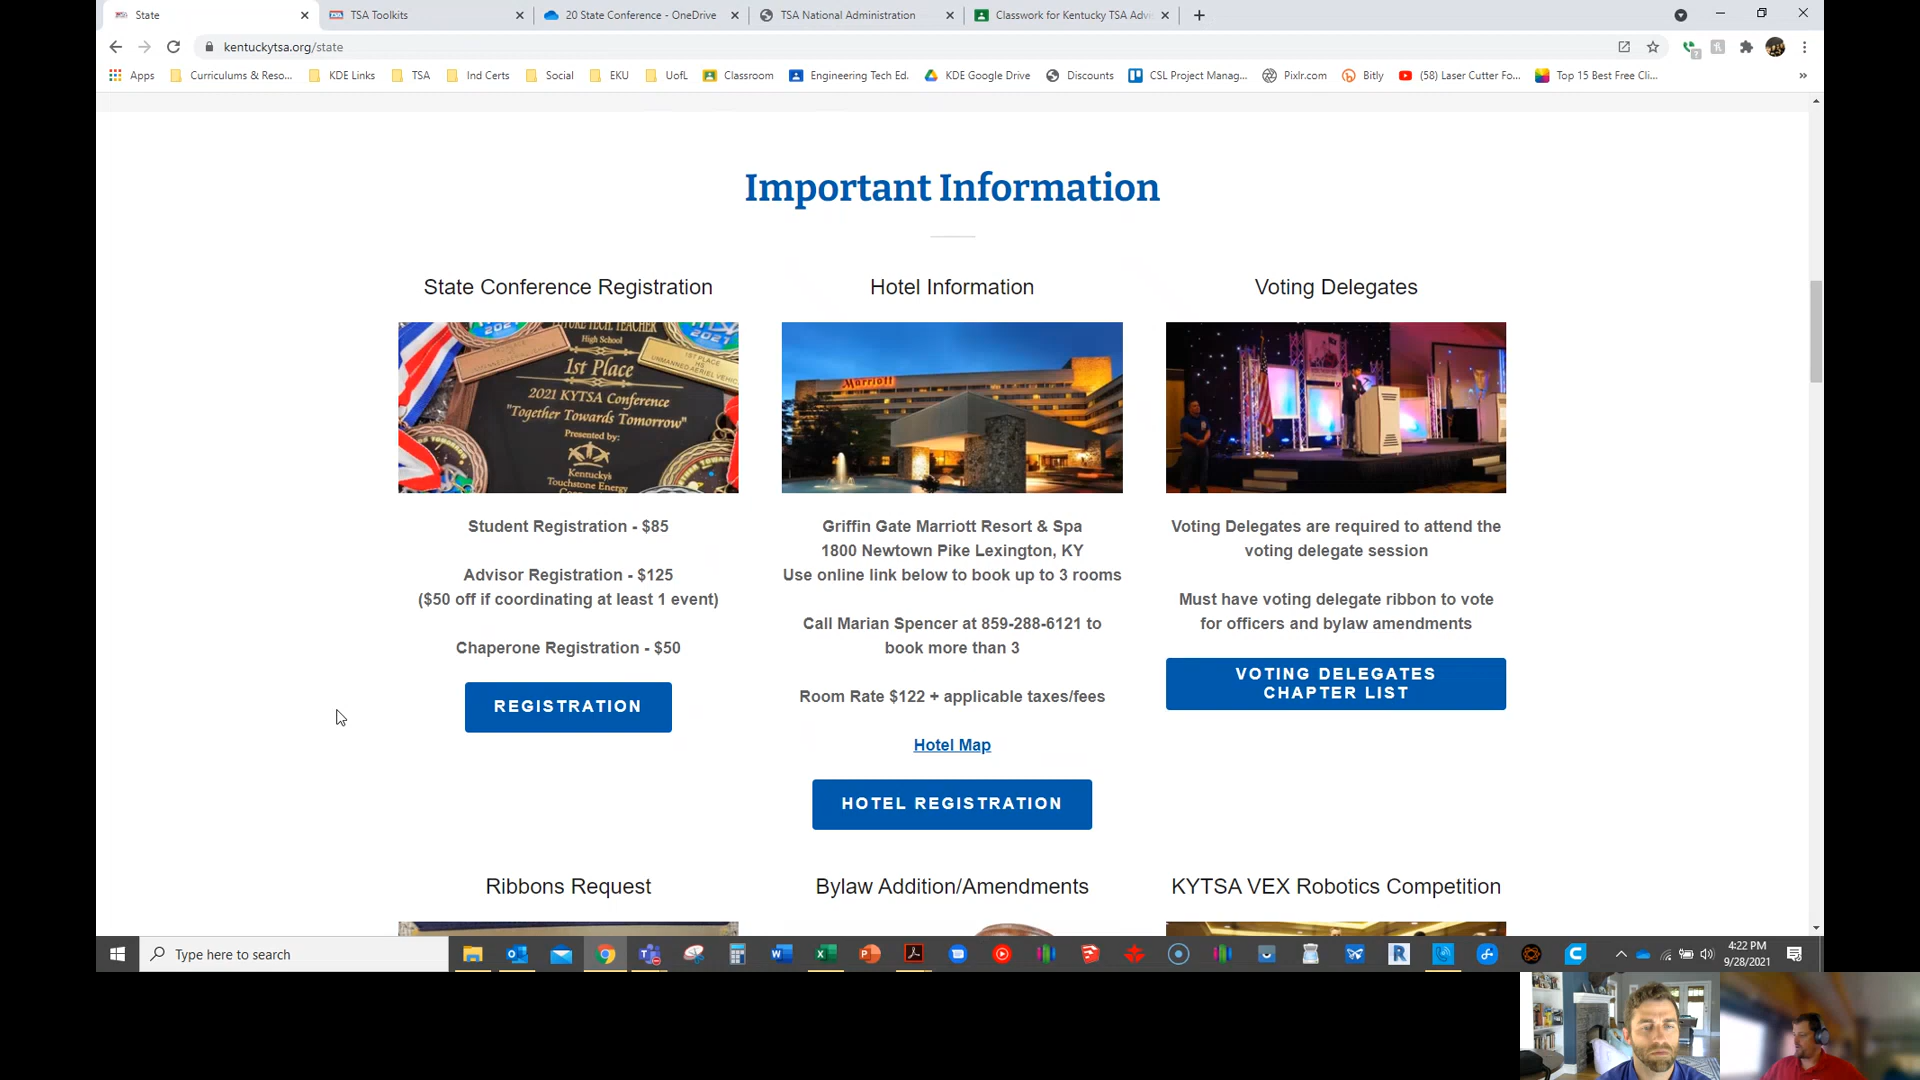 State
TSA Toolkits
20 State Conference - OneDrive
TSA National Administration
Classwork for Kentucky TSA Advi
kentuckytsa.org/state
Apps
Curriculums & Reso...
KDE Links
TSA
Ind Certs
Social
EKU
UofL
Classroom
Engineering Tech Ed.
KDE Google Drive
Discounts
CSL Project Manag...
Pixlr.com
Bitly
(58) Laser Cutter Fo...
Top 15 Best Free Cli...
Important Information
State Conference Registration
FUTURE TECH. TEACHER
High School
1st Place
2021 KYTSA Conference
"Together Towards Tomorrow"
Presented by:
Kentucky's
Touchstone Energy
2021
1ST PLACE
Student Registration - $85
Advisor Registration - $125
($50 off if coordinating at least 1 event)
Chaperone Registration - $50
REGISTRATION
Hotel Information
Marriott
Griffin Gate Marriott Resort & Spa
1800 Newtown Pike Lexington, KY
Use online link below to book up to 3 rooms
Call Marian Spencer at 859-288-6121 to
book more than 3
Room Rate $122 + applicable taxes/fees
Hotel Map
HOTEL REGISTRATION
Voting Delegates
Voting Delegates are required to attend the
voting delegate session
Must have voting delegate ribbon to vote
for officers and bylaw amendments
VOTING DELEGATES
CHAPTER LIST
Ribbons Request
Bylaw Addition/Amendments
KYTSA VEX Robotics Competition
Type here to search
4:22 PM
9/28/2021